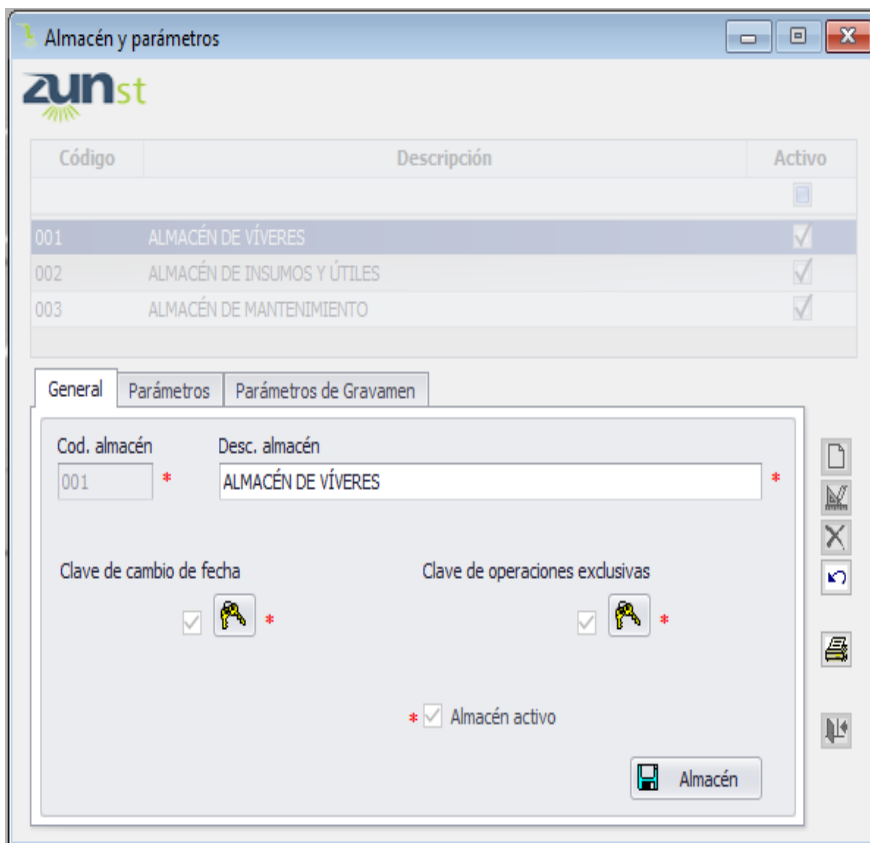 Almacén y parámetros
zunst
Código Descripción Activo
001 ALMACÉN DE VÍVERES
002 ALMACÉN DE INSUMOS Y ÚTILES
003 ALMACÉN DE MANTENIMIENTO
General Parámetros Parámetros de Gravamen
Cod. almacén Desc. almacén
001 * ALMACÉN DE VÍVERES *
Clave de cambio de fecha Clave de operaciones exclusivas
* *
* Almacén activo
Almacén